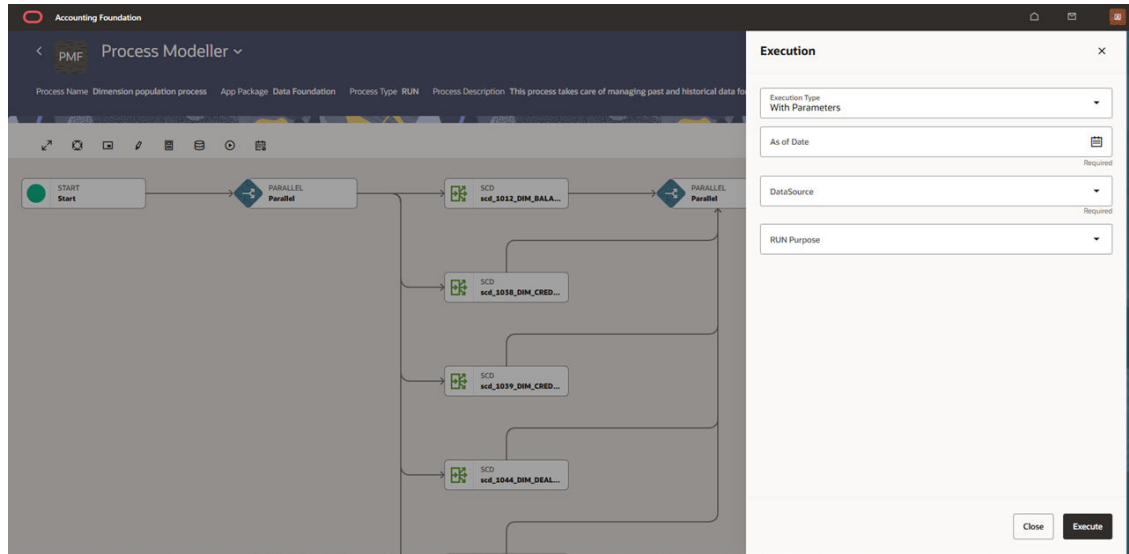 Accounting Foundation
PMF
Process Modeller
Process Name Dimension population process App Package Data Foundation Process Type RUN Process Description This process takes care of managing past and historical data fo
START
Start
PARALLEL
Parallel
SCD
scd_1012_DIM_BALA...
PARALLEL
Parallel
SCD
scd_1038_DIM_CRED...
SCD
scd_1039_DIM_CRED...
SCD
scd_1044_DIM_DEAL...
Execution
Execution Type
With Parameters
As of Date
Required
DataSource
Required
RUN Purpose
Close
Execute